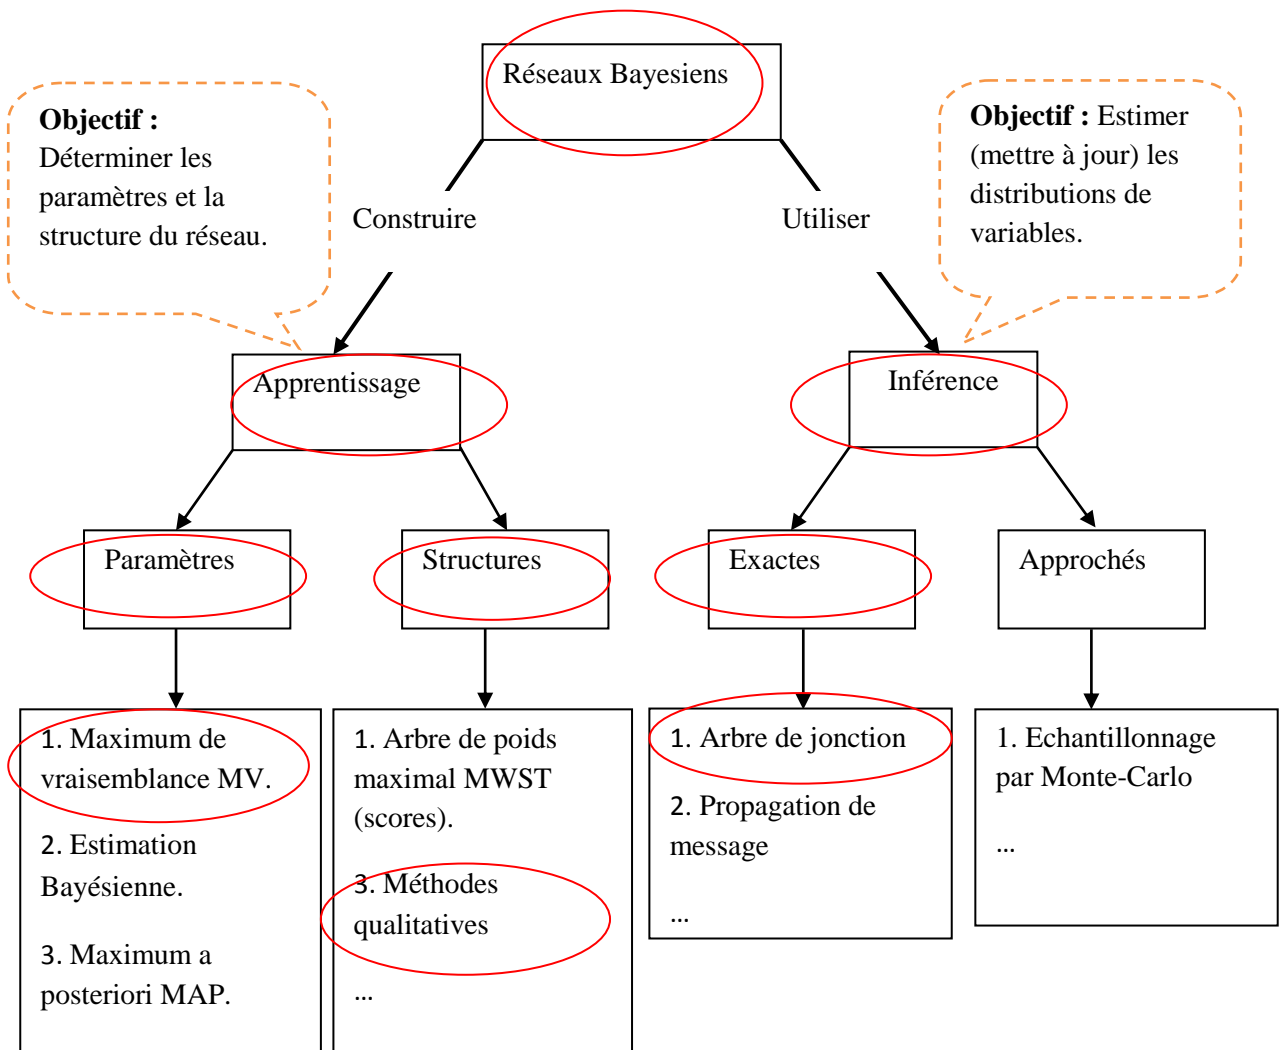 Réseaux Bayesiens
Objectif :
Déterminer les
paramètres et la
structure du réseau.
Objectif : Estimer
(mettre à jour) les
distributions de
variables.
Construire
Utiliser
Apprentissage
Inférence
Paramètres
Structures
Exactes
Approchés
1. Maximum de
vraisemblance MV.
2. Estimation
Bayésienne.
3. Maximum a
posteriori MAP.
1. Arbre de poids
maximal MWST
(scores).
3. Méthodes
qualitatives
...
1. Arbre de jonction
2. Propagation de
message
...
1. Echantillonnage
par Monte-Carlo
...